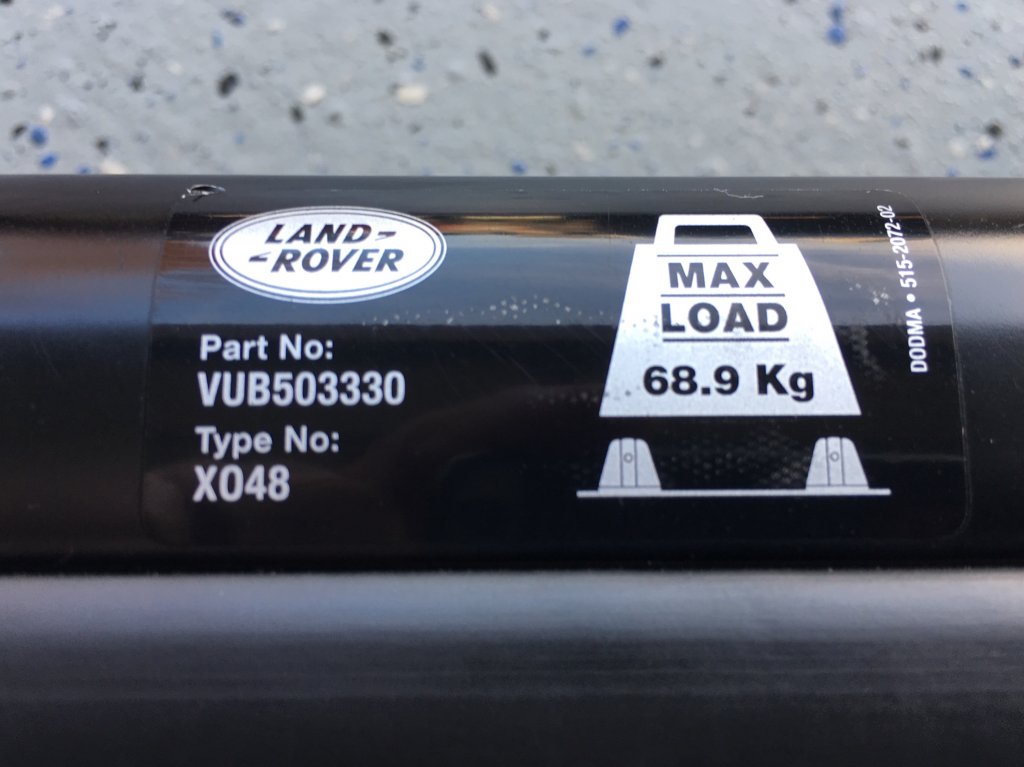 LAND-
-ROVER
Part No:
VUB503330
Type No:
X048
MAX
LOAD
68.9 Kg
DODMA • 515-2072-02